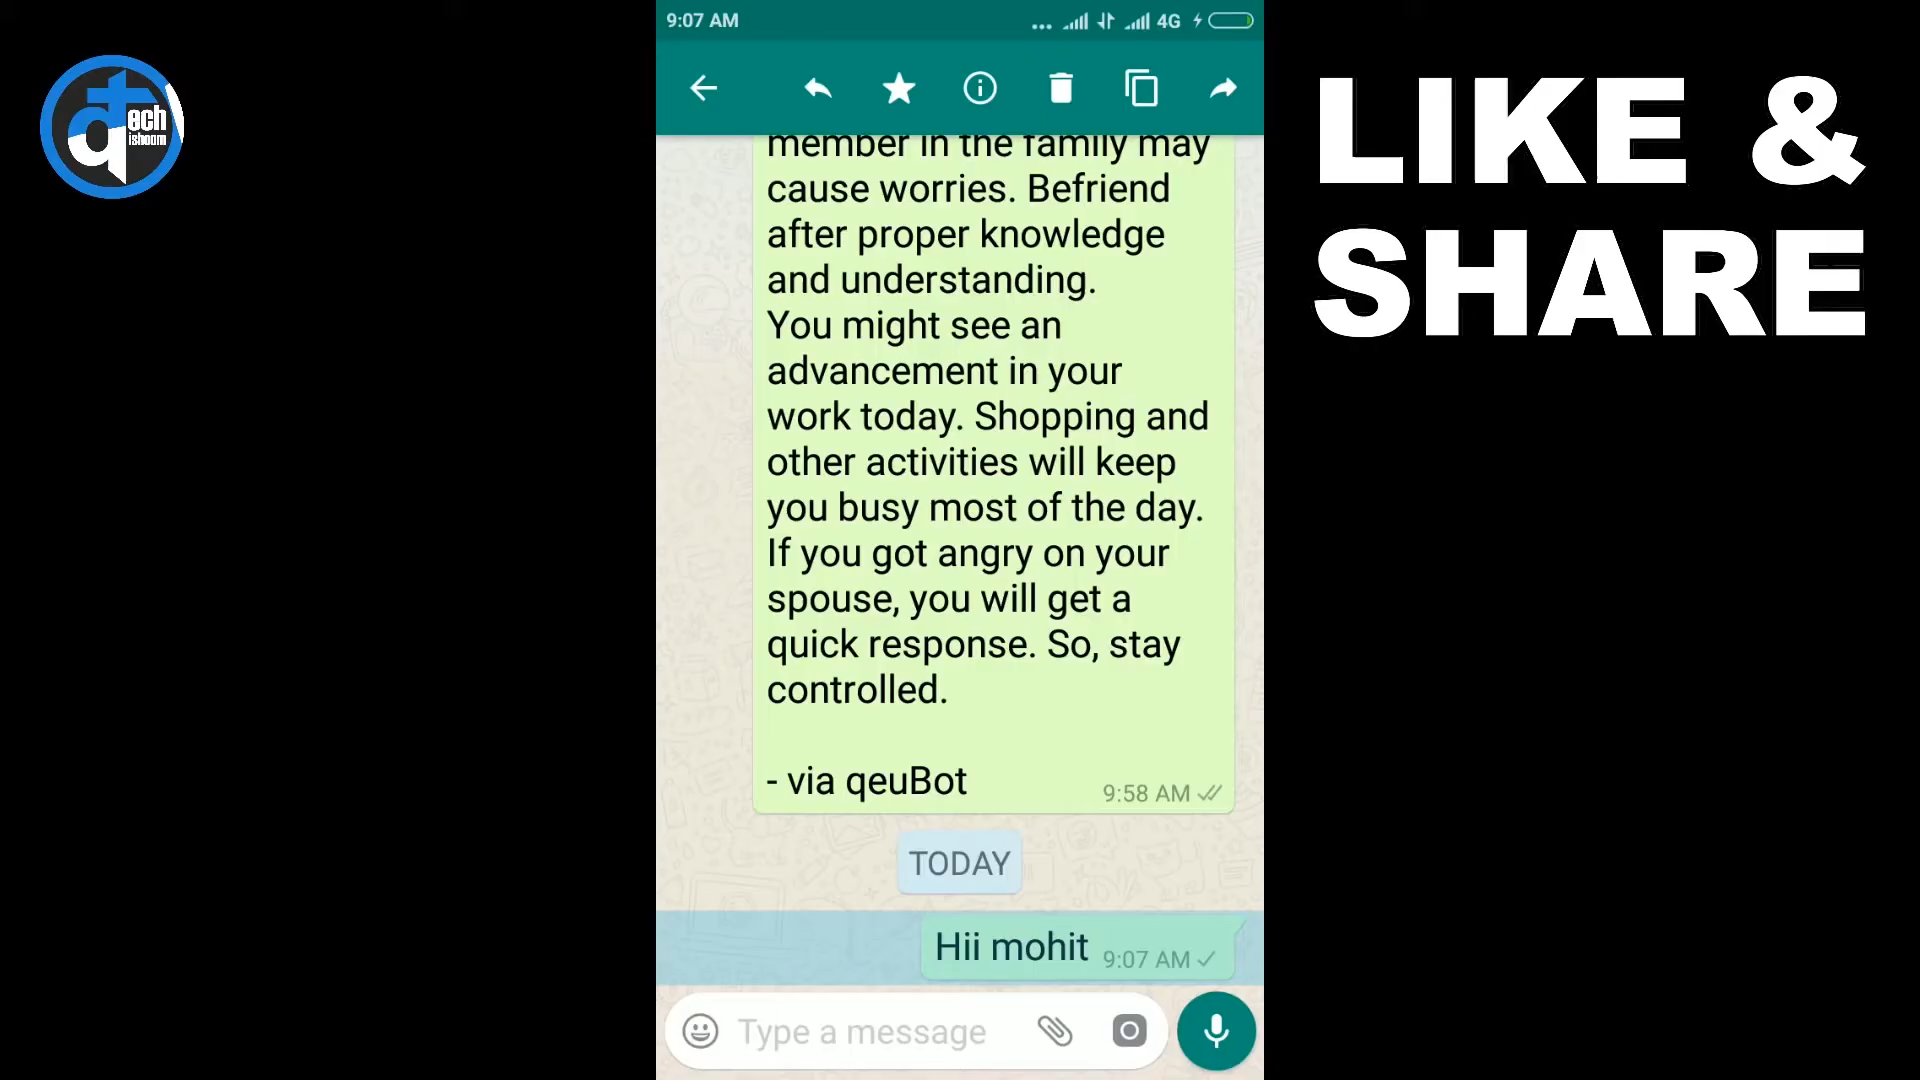 9:07 AM
... 4G
ech
ishoom
LIKE &
SHARE
member in the family may
cause worries. Befriend
after proper knowledge
and understanding.
You might see an
advancement in your
work today. Shopping and
other activities will keep
you busy most of the day.
If you got angry on your
spouse, you will get a
quick response. So, stay
controlled.
- via qeuBot
9:58 AM
TODAY
Hii mohit
9:07 AM
Type a message